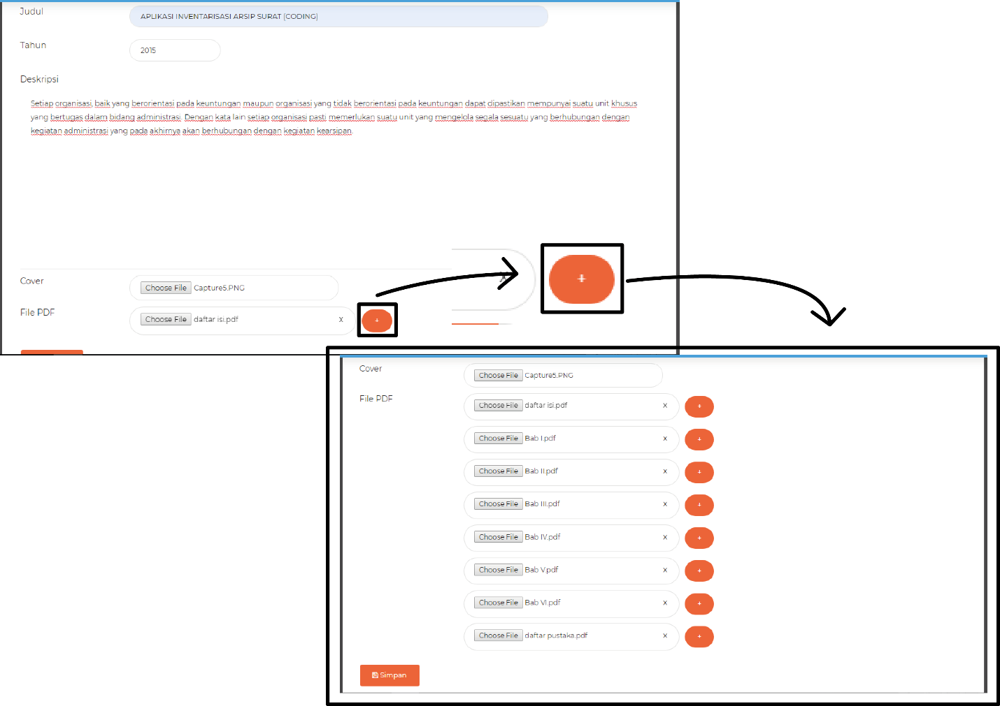 Judul
APLIKASI INVENTARISASI ARSIP SURAT [CODING]
Tahun
2015
Deskripsi
Setiap organisasi, baik yang berorientasi pada keuntungan maupun organisasi yang tidak berorientasi pada keuntungan dapat dipastikan mempunyai suatu unit khusus
yang bertugas dalam bidang administrasi. Dengan kata lain setiap organisasi pasti memerlukan suatu unit yang mengelola segala sesuatu yang berhubungan dengan
kegiatan administrasi yang pada akhirnya akan berhubungan dengan kegiatan kearsipan.
Cover
Choose File Capture5.PNG
File PDF
Choose File daftar isi.pdf X +
+
Cover
Choose File Capture5.PNG
File PDF
Choose File daftar isi.pdf X +
Choose File Bab I.pdf X +
Choose File Bab II.pdf X +
Choose File Bab III.pdf X +
Choose File Bab IV.pdf X +
Choose File Bab V.pdf X +
Choose File Bab VI.pdf X +
Choose File daftar pustaka.pdf X +
Simpan